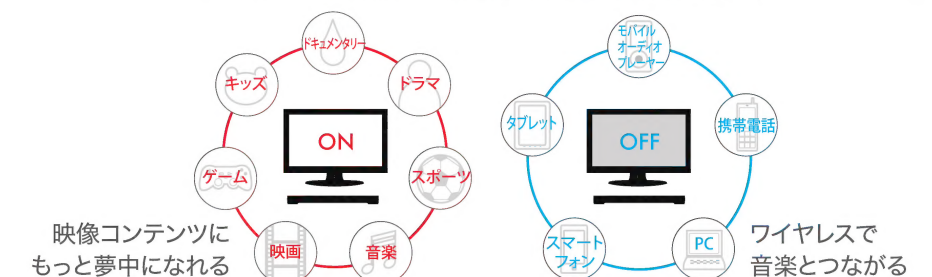 ドキュメンタリー
キッズ
ドラマ
ON
ゲーム
スポーツ
映画
音楽
映像コンテンツに
もっと夢中になれる
モバイル
オーディオ
プレーヤー
タブレット
携帯電話
OFF
スマート
フォン
PC
ワイヤレスで
音楽とつながる